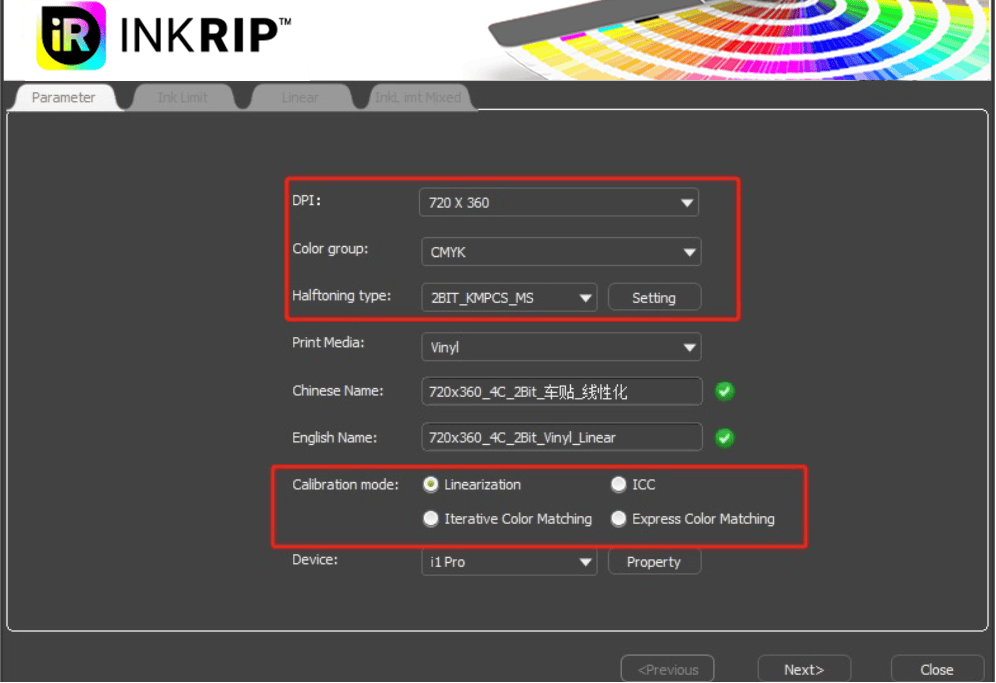 iR INKRIP™
Parameter Ink Limit Linear InkLimt Mixed
DPI: 720 X 360
Color group: CMYK
Halftoning type: 2BIT_KMPCS_MS Setting
Print Media: Vinyl
Chinese Name: 720x360_4C_2Bit_车贴_线性化
English Name: 720x360_4C_2Bit_Vinyl_Linear
Calibration mode: Linearization ICC
Iterative Color Matching Express Color Matching
Device: i1 Pro Property
<Previous Next> Close